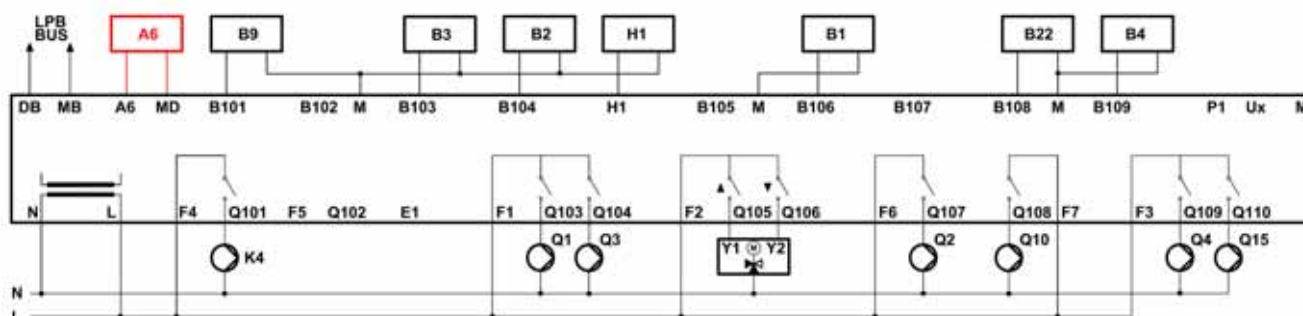 LPB
BUS
A6 B9 B3 B2 H1 B1 B22 B4
DB MB A6 MD B101 B102 M B103 B104 H1 B105 M B106 B107 B108 M B109 P1 Ux M
N L F4 Q101 F5 Q102 E1 F1 Q103 Q104 F2 Q105 Q106 F6 Q107 Q108 F7 F3 Q109 Q110
K4 Q1 Q3 Y1 M Y2 Q2 Q10 Q4 Q15
N
L